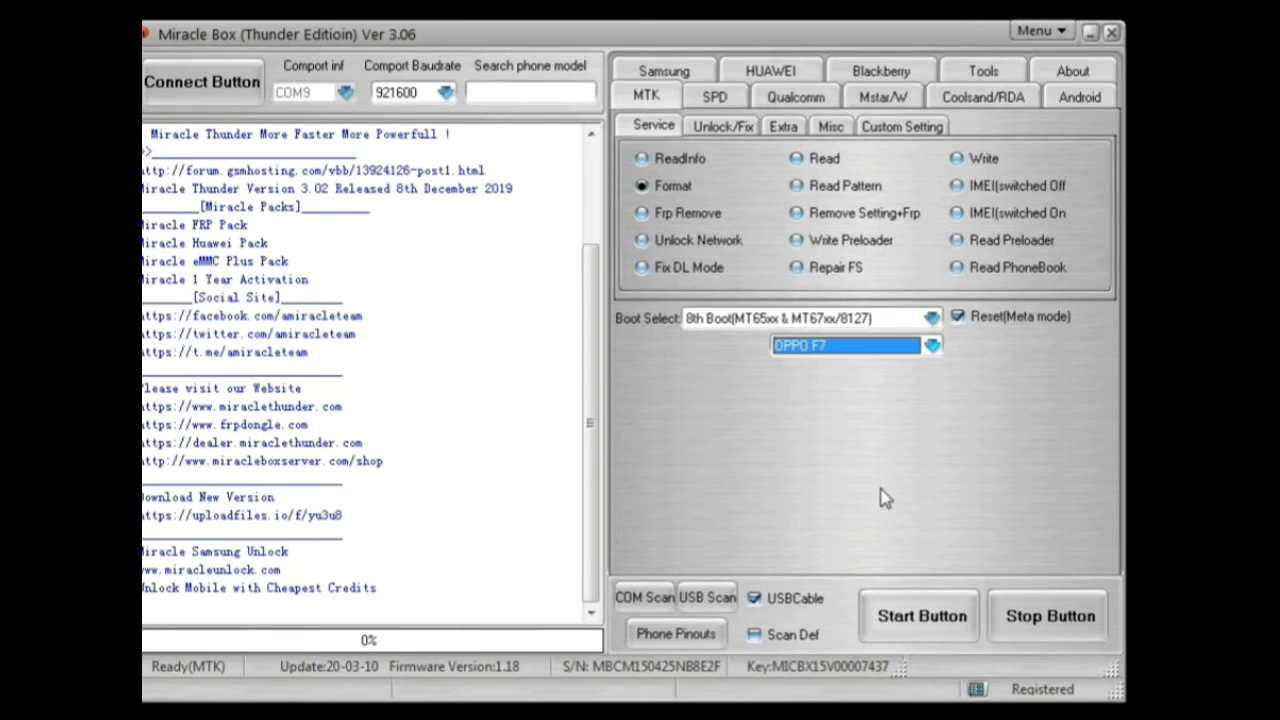 Miracle Box (Thunder Editioin) Ver 3.06
Menu
Connect Button
Comport inf
Comport Baudrate
Search phone model
COM9
921600
Miracle Thunder More Faster More Powerfull !
>>
http://forum.gsmhosting.com/vbb/13924126-post1.html
Miracle Thunder Version 3.02 Released 8th December 2019
[Miracle Packs]
Miracle FRP Pack
Miracle Huawei Pack
Miracle eMMC Plus Pack
Miracle 1 Year Activation
[Social Site]
https://facebook.com/amiracleteam
https://twitter.com/amiracleteam
https://t.me/amiracleteam
Please visit our Website
https://www.miraclethunder.com
https://www.frpdongle.com
https://dealer.miraclethunder.com
http://www.miracleboxserver.com/shop
Download New Version
https://uploadfiles.io/f/yu3u8
Miracle Samsung Unlock
www.miracleunlock.com
Unlock Mobile with Cheapest Credits
0%
Samsung HUAWEI Blackberry Tools About
MTK SPD Qualcomm Mstar/W Coolsand/RDA Android
Service Unlock/Fix Extra Misc Custom Setting
ReadInfo Read Write
Format Read Pattern IMEI(switched Off
Frp Remove Remove Setting+Frp IMEI(switched On
Unlock Network Write Preloader Read Preloader
Fix DL Mode Repair FS Read PhoneBook
Boot Select: 8th Boot(MT65xx & MT67xx/8127) Reset(Meta mode)
OPPO F7
COM Scan USB Scan USBCable
Phone Pinouts Scan Def
Start Button Stop Button
Ready(MTK) Update:20-03-10 Firmware Version:1.18 S/N: MBCM150425NB8E2F Key:MICBX15V00007437
Registered